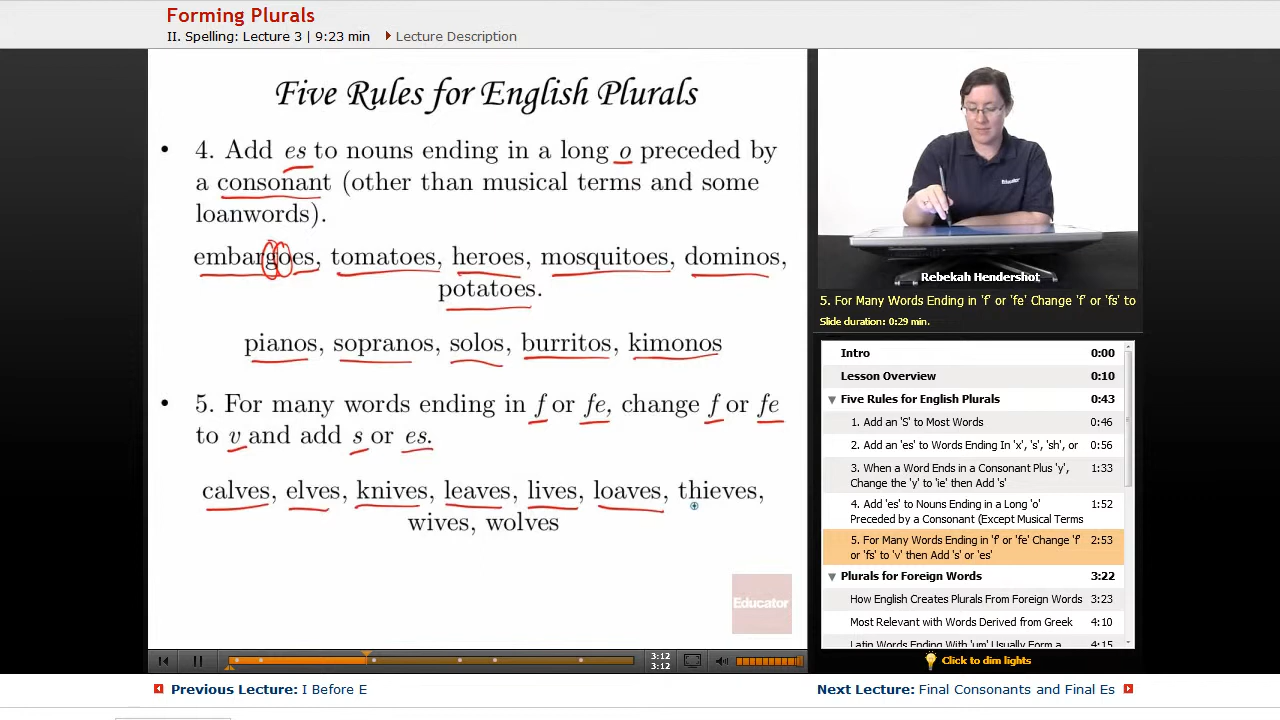 Forming Plurals
II. Spelling: Lecture 3 | 9:23 min Lecture Description
Five Rules for English Plurals
• 4. Add es to nouns ending in a long o preceded by
a consonant (other than musical terms and some
loanwords).
embargoes, tomatoes, heroes, mosquitoes, dominos,
potatoes.
pianos, sopranos, solos, burritos, kimonos
• 5. For many words ending in f or fe, change f or fe
to v and add s or es.
calves, elves, knives, leaves, lives, loaves, thieves,
wives, wolves
Educator
Educator
Rebekah Hendershot
5. For Many Words Ending in 'f' or 'fe' Change 'f' or 'fs' to
Slide duration: 0:29 min.
Intro 0:00
Lesson Overview 0:10
Five Rules for English Plurals 0:43
1. Add an 'S' to Most Words 0:46
2. Add an 'es' to Words Ending In 'x', 's', 'sh', or 0:56
3. When a Word Ends in a Consonant Plus 'y', 1:33
Change the 'y' to 'ie' then Add 's'
4. Add 'es' to Nouns Ending in a Long 'o' 1:52
Preceded by a Consonant (Except Musical Terms
5. For Many Words Ending in 'f' or 'fe' Change 'f' 2:53
or 'fs' to 'v' then Add 's' or 'es'
Plurals for Foreign Words 3:22
How English Creates Plurals From Foreign Words 3:23
Most Relevant with Words Derived from Greek 4:10
Latin Words Ending With 'um' Usually Form a 4:15
3:12
3:12
Click to dim lights
Previous Lecture: I Before E
Next Lecture: Final Consonants and Final Es